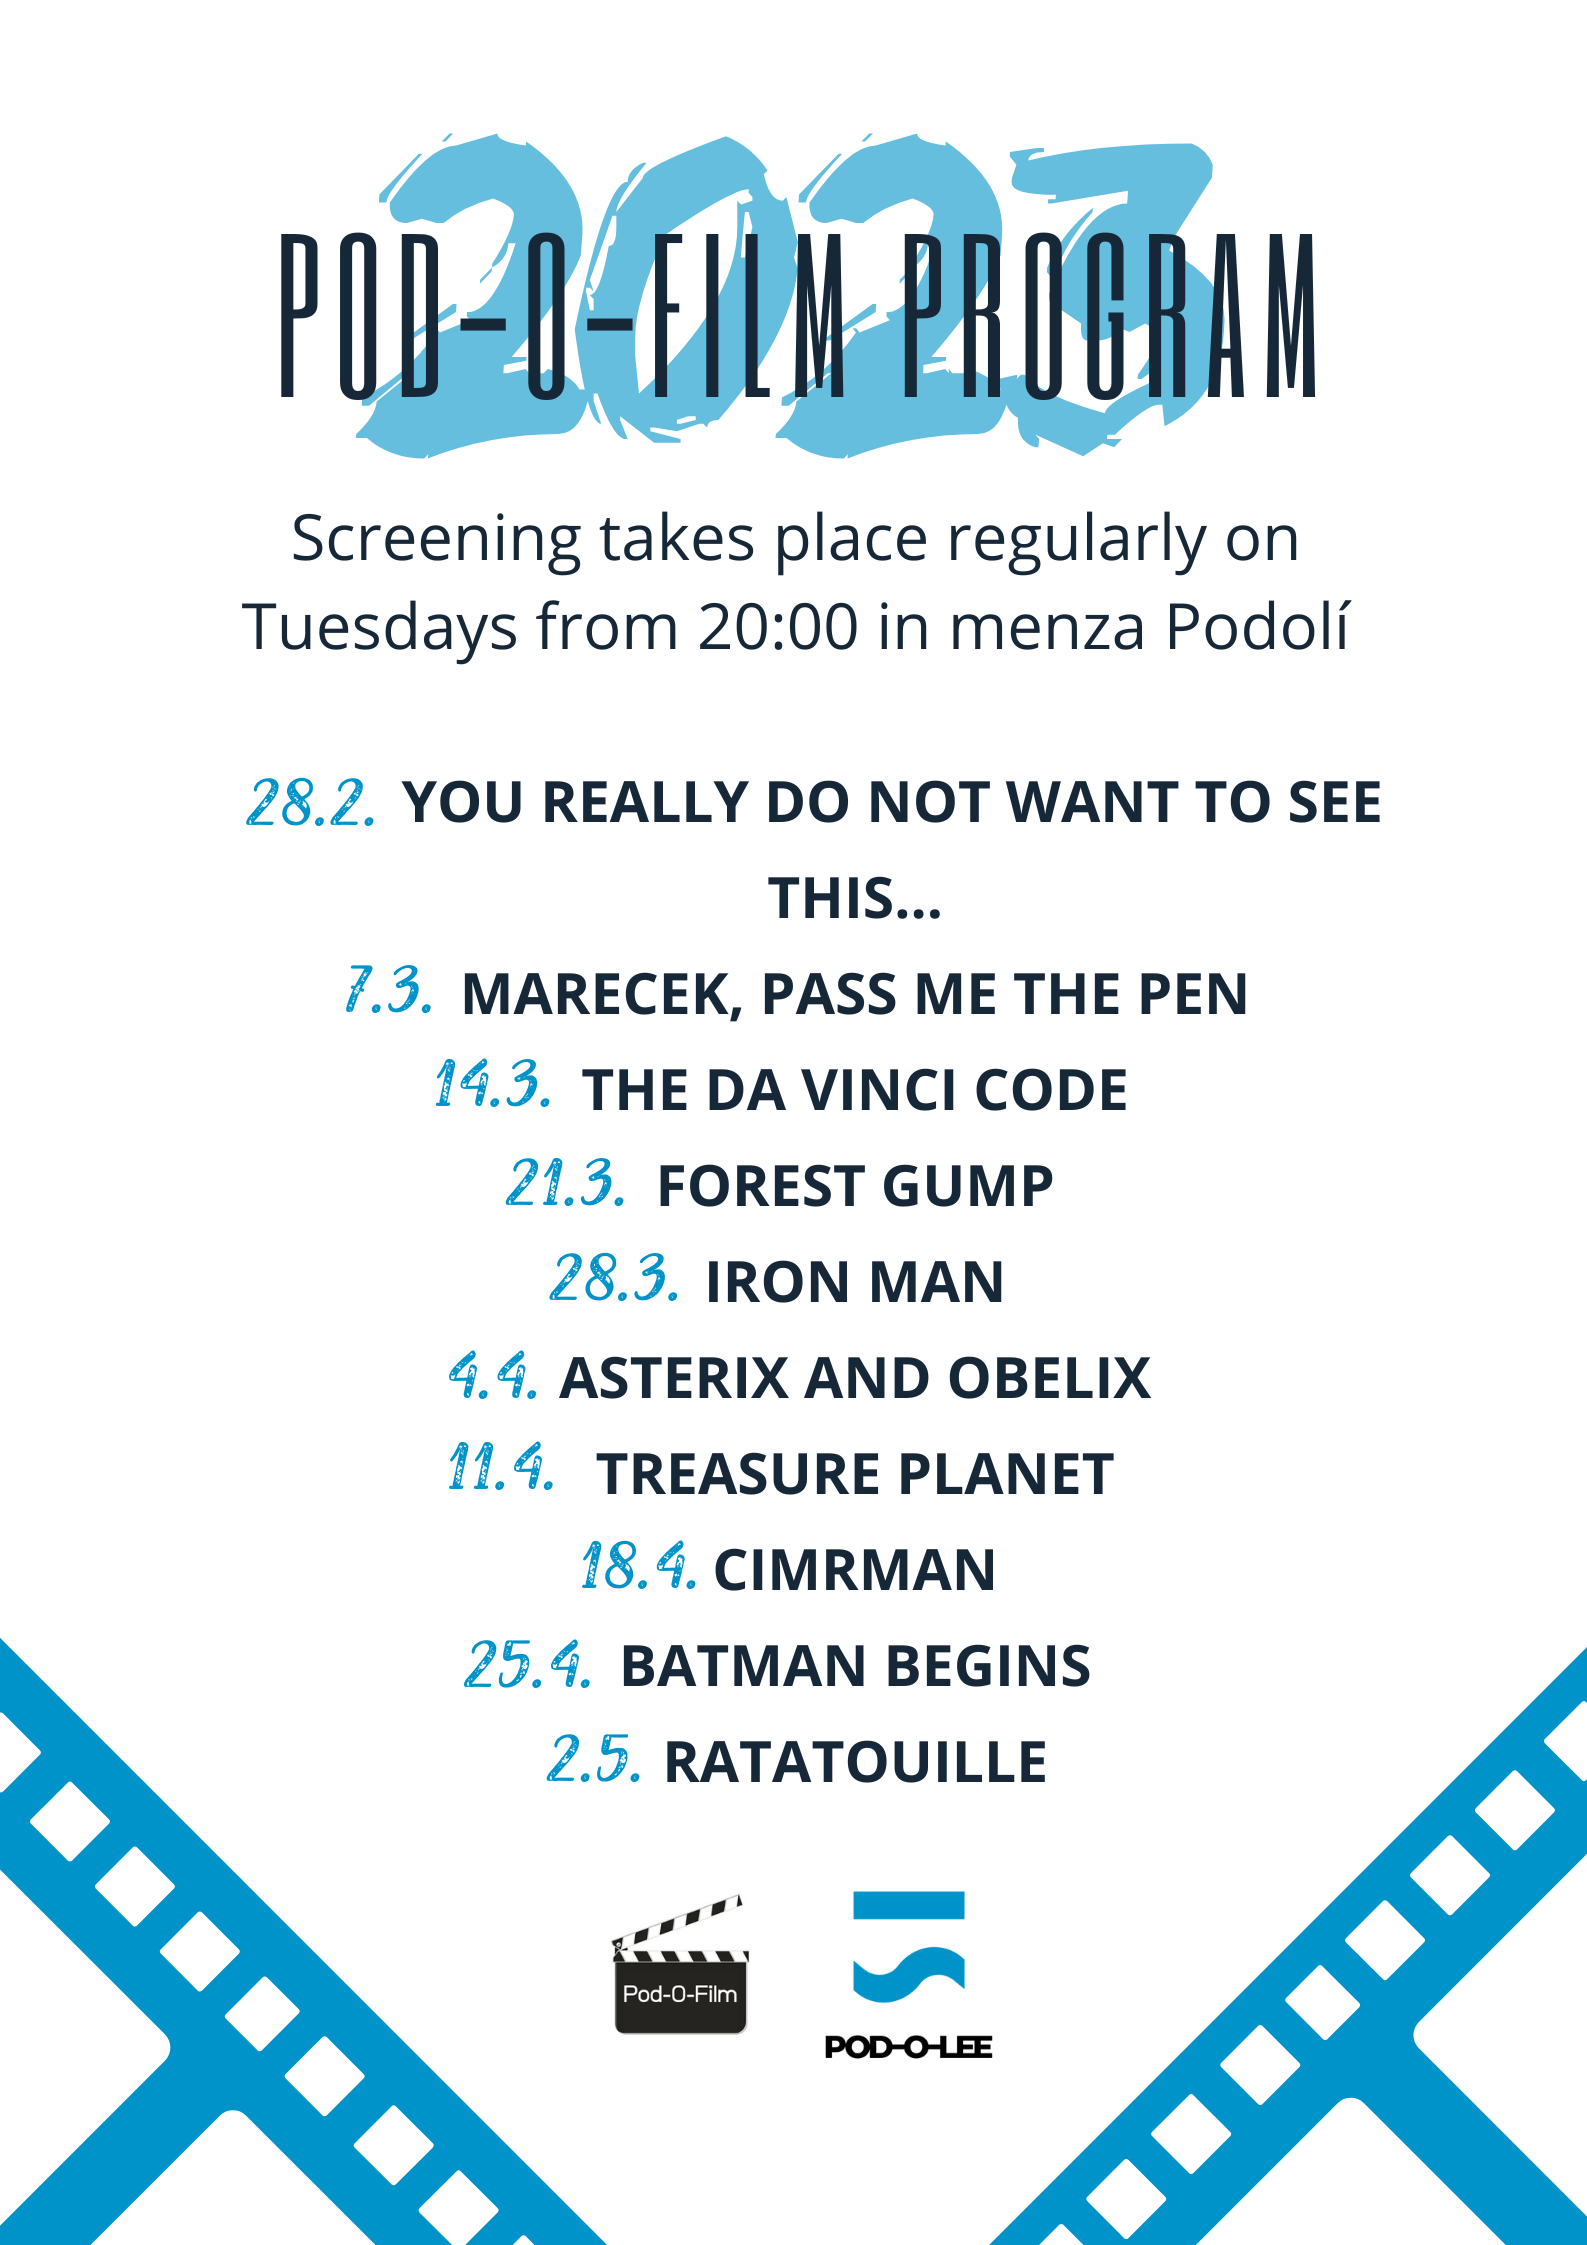 2023
POD-O-FILM PROGRAM
Screening takes place regularly on
Tuesdays from 20:00 in menza Podolí
28.2. YOU REALLY DO NOT WANT TO SEE
THIS...
7.3. MARECEK, PASS ME THE PEN
14.3. THE DA VINCI CODE
21.3. FOREST GUMP
28.3. IRON MAN
4.4. ASTERIX AND OBELIX
11.4. TREASURE PLANET
18.4. CIMRMAN
25.4. BATMAN BEGINS
2.5. RATATOUILLE
Pod-O-Film
POD-O-LEE